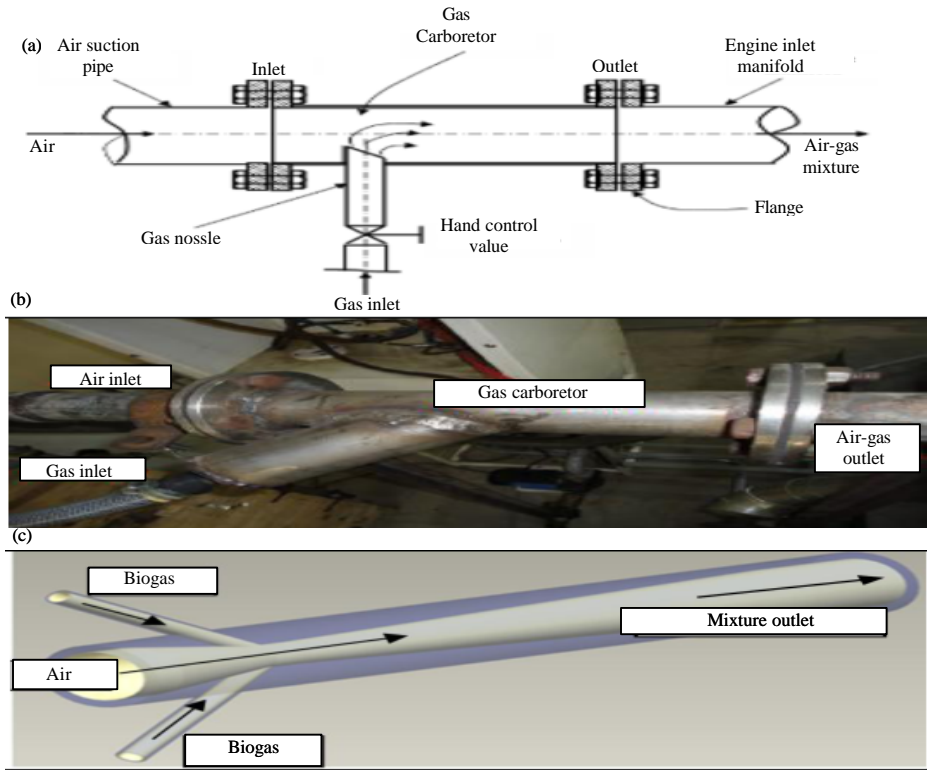 (a)
Gas
Carboretor
Air suction
pipe
Inlet
Outlet
Engine inlet
manifold
Air
Air-gas
mixture
Gas nossle
Hand control
value
Flange
Gas inlet
(b)
Air inlet
Gas carboretor
Gas inlet
Air-gas
outlet
(c)
Biogas
Mixture outlet
Air
Biogas